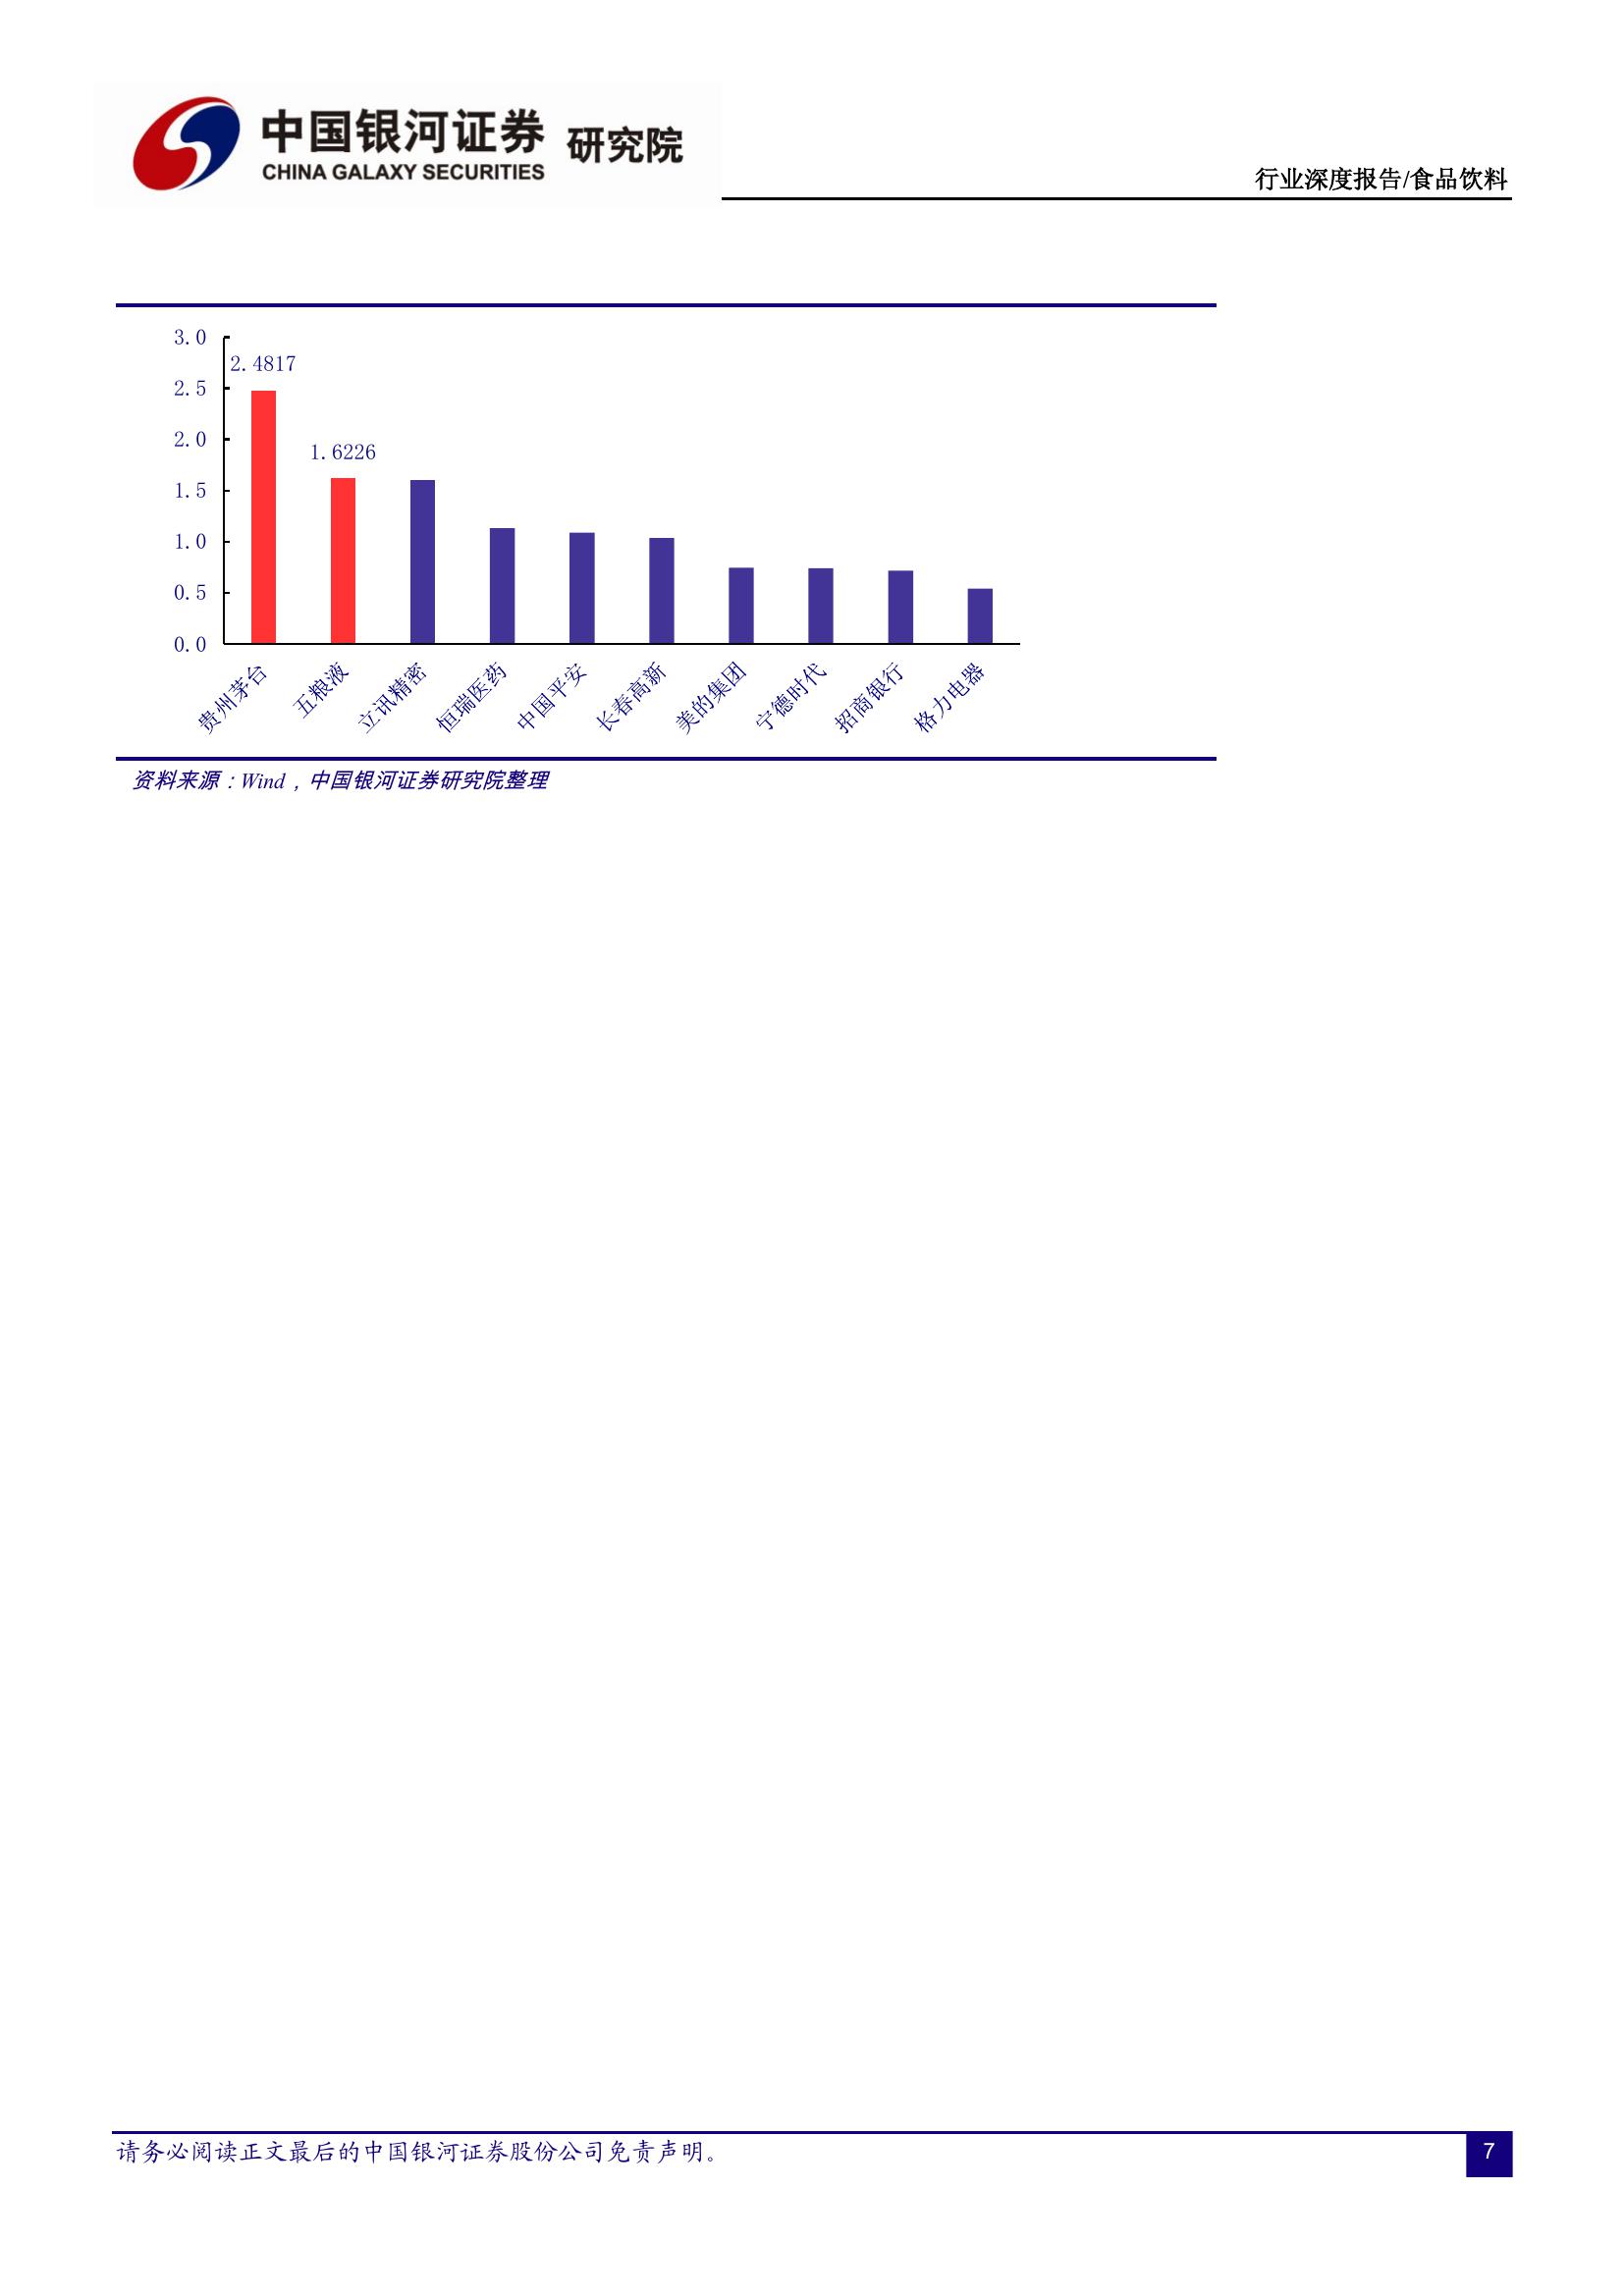 中国银河证券 研究院
CHINA GALAXY SECURITIES
行业深度报告/食品饮料
3.0
2.4817
2.5
2.0
1.6226
1.5
1.0
0.5
0.0
贵州茅台
五粮液
立讯精密
恒瑞医药
中国平安
长春高新
美的集团
宁德时代
招商银行
格力电器
资料来源：Wind，中国银河证券研究院整理
请务必阅读正文最后的中国银河证券股份公司免责声明。
7